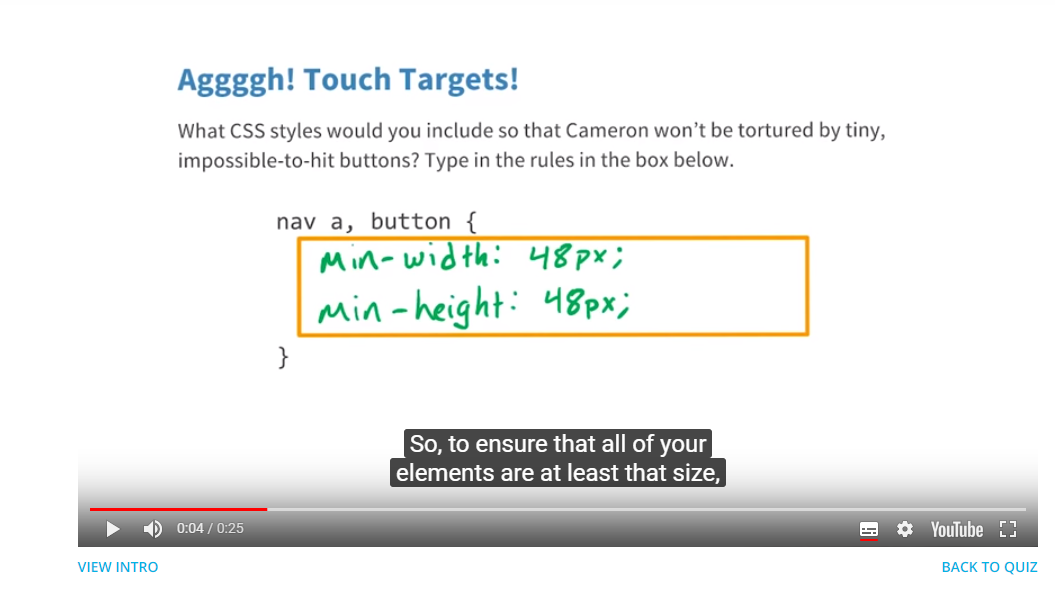 Aggggh! Touch Targets!
What CSS styles would you include so that Cameron won't be tortured by tiny,
impossible-to-hit buttons? Type in the rules in the box below.
nav a, button {
min-width: 48px;
min-height: 48px;
}
So, to ensure that all of your
elements are at least that size,
0:04 / 0:25
YouTube
VIEW INTRO
BACK TO QUIZ